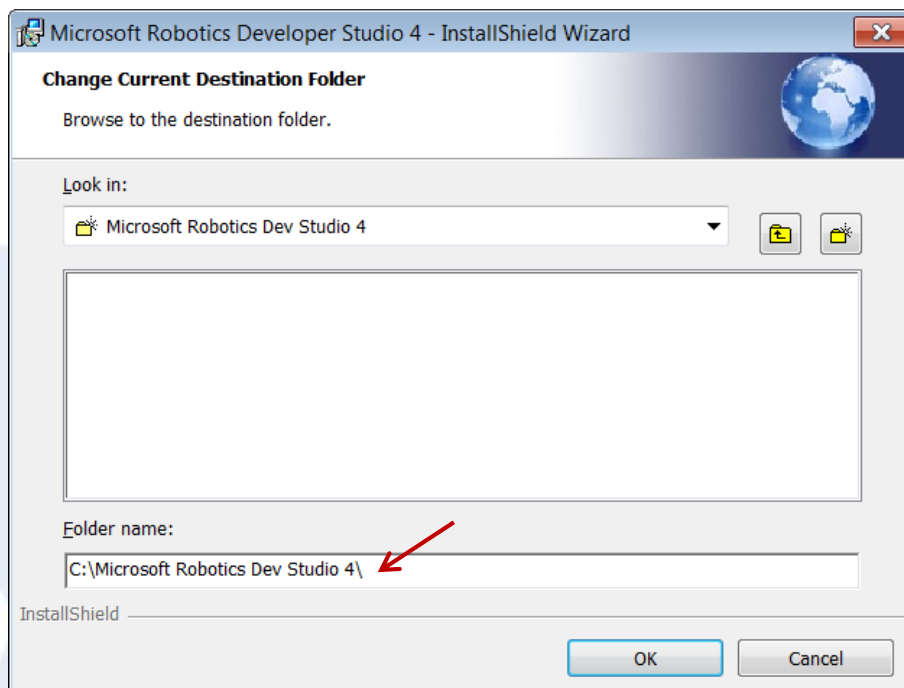 Microsoft Robotics Developer Studio 4 - InstallShield Wizard
Change Current Destination Folder
Browse to the destination folder.
Look in:
Microsoft Robotics Dev Studio 4
Folder name:
C:\Microsoft Robotics Dev Studio 4\
InstallShield
OK Cancel